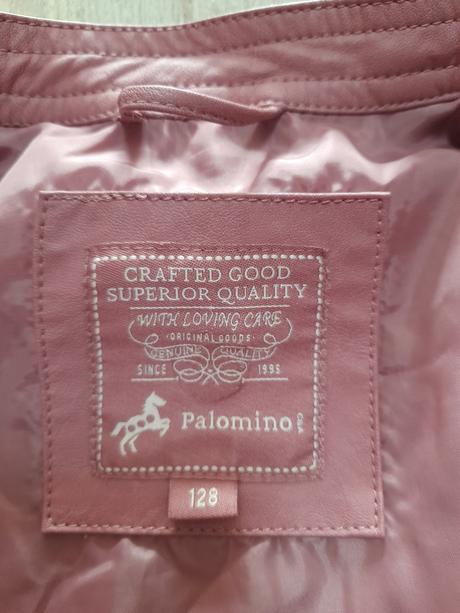 CRAFTED GOOD
SUPERIOR QUALITY
WITH LOVING CARE
ORIGINAL GOODS
GENUINE QUALITY
SINCE 1995
Palomino C&A
128